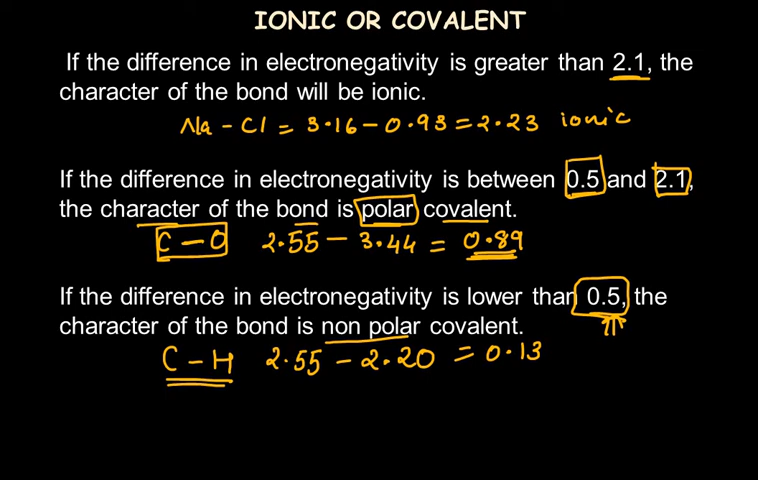 IONIC OR COVALENT
If the difference in electronegativity is greater than 2.1, the
character of the bond will be ionic.
Na - Cl = 3.16 - 0.93 = 2.23 ionic
If the difference in electronegativity is between 0.5 and 2.1,
the character of the bond is polar covalent.
C - O 2.55 - 3.44 = 0.89
If the difference in electronegativity is lower than 0.5, the
character of the bond is non polar covalent.
C - H 2.55 - 2.20 = 0.13